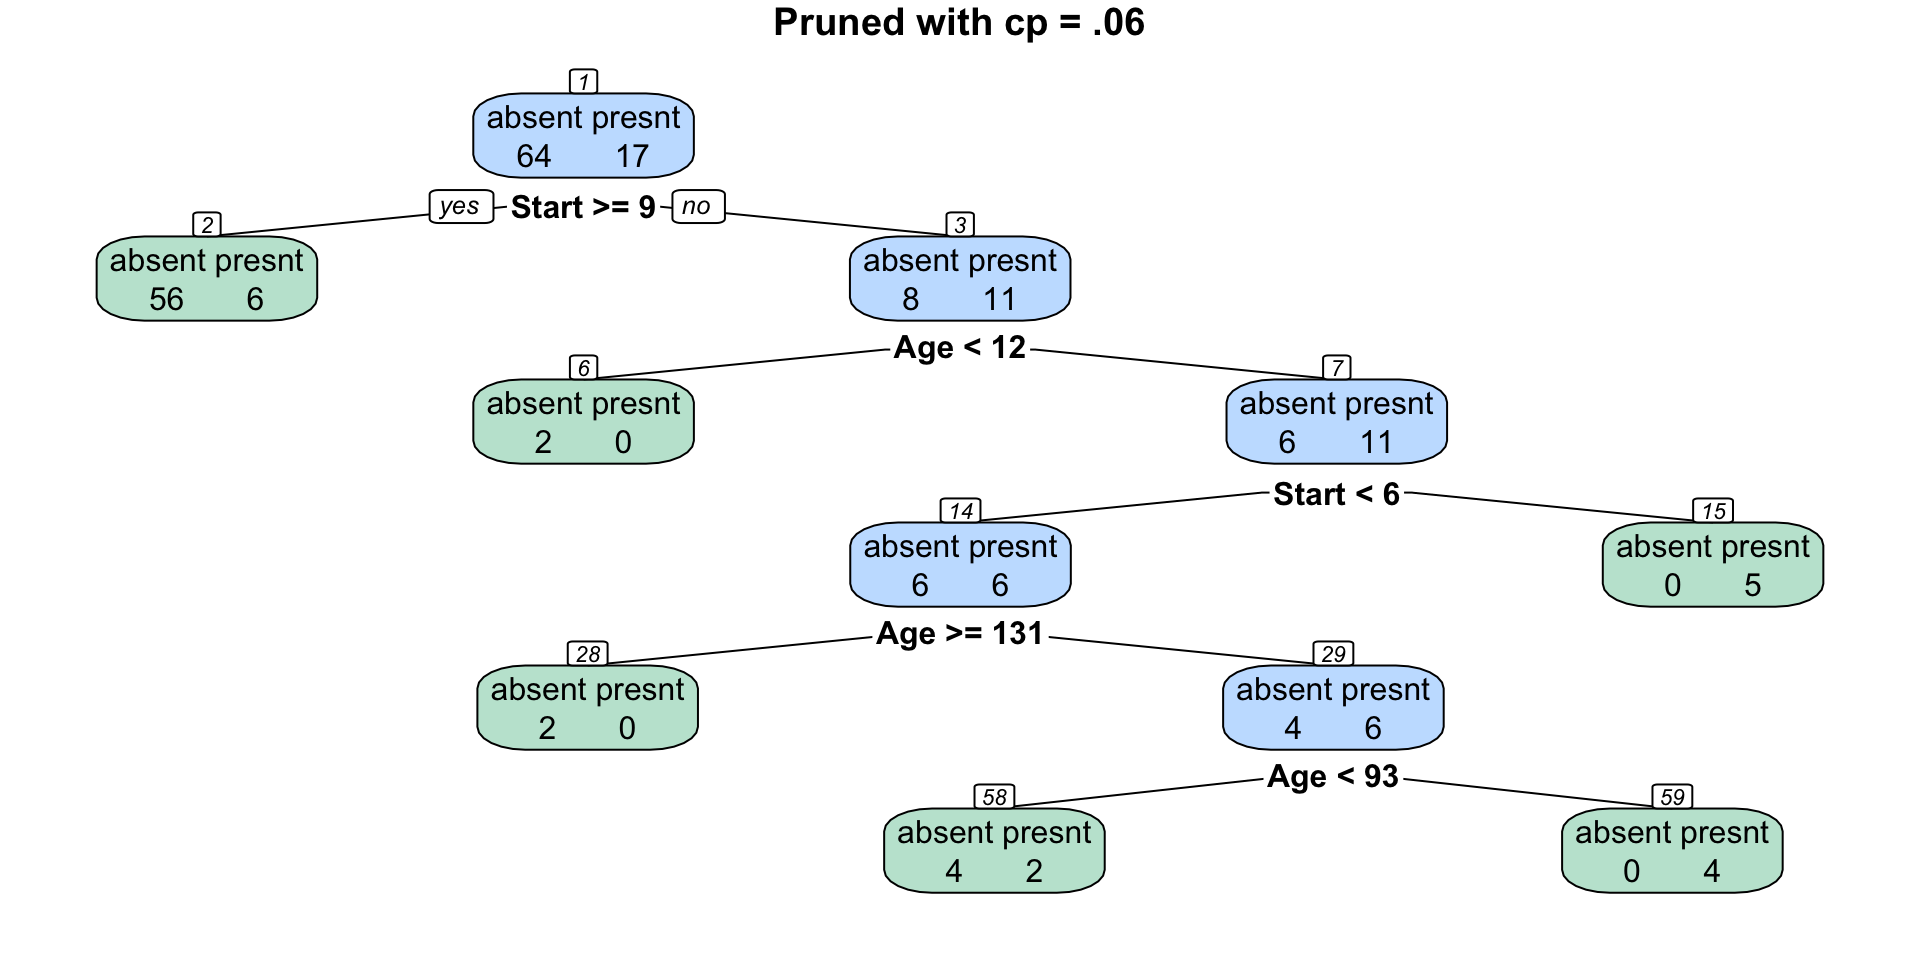 Pruned with cp = .06
1
absent presnt
64 17
yes Start >= 9 no
2 3
absent presnt absent presnt
56 6 8 11
Age < 12
6 7
absent presnt absent presnt
2 0 6 11
Start < 6
14 15
absent presnt absent presnt
6 6 0 5
Age >= 131
28 29
absent presnt absent presnt
2 0 4 6
Age < 93
58 59
absent presnt absent presnt
4 2 0 4